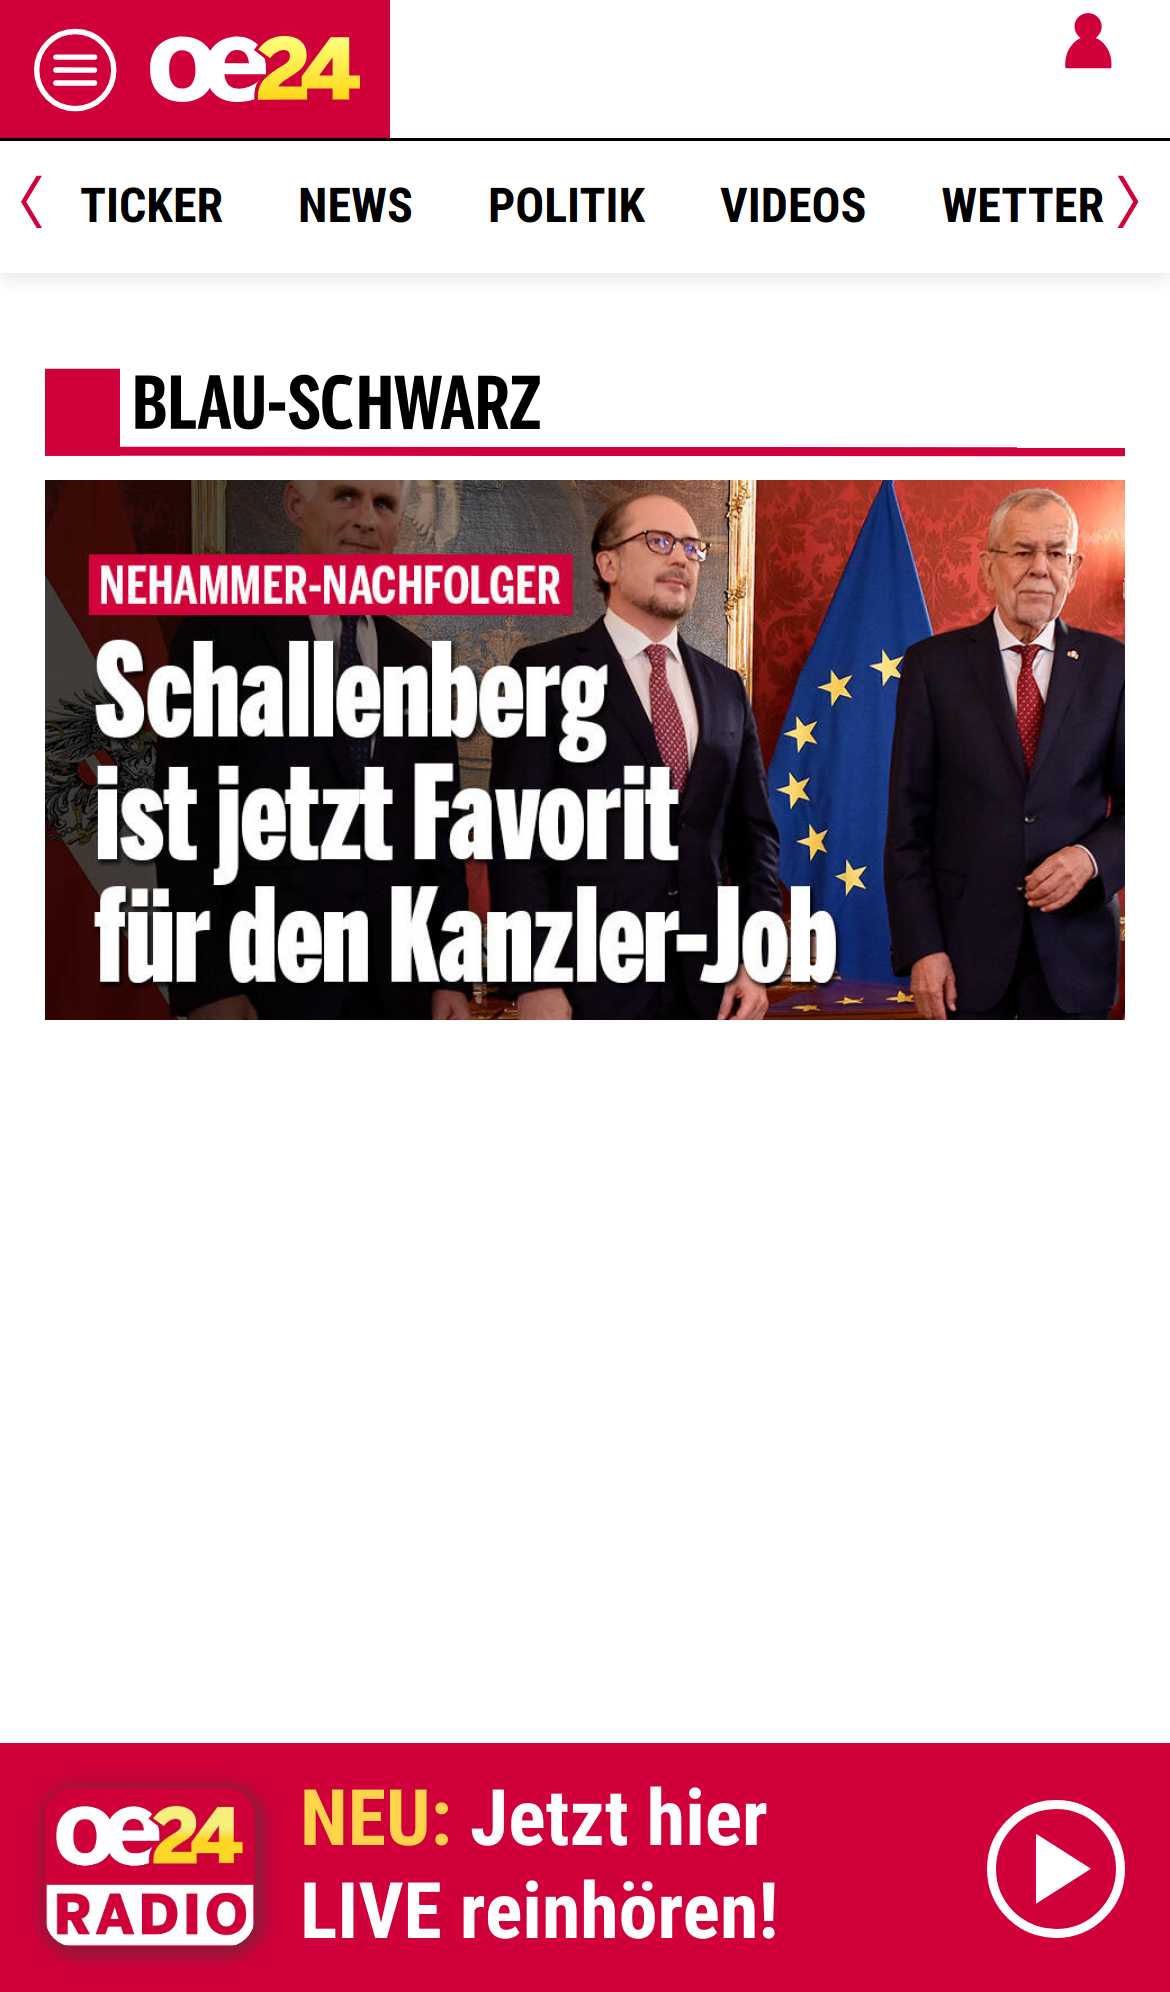 oe24
TICKER NEWS POLITIK VIDEOS WETTER
BLAU-SCHWARZ
NEHAMMER-NACHFOLGER
Schallenberg
ist jetzt Favorit
für den Kanzler-Job
oe24
RADIO
NEU: Jetzt hier
LIVE reinhören!